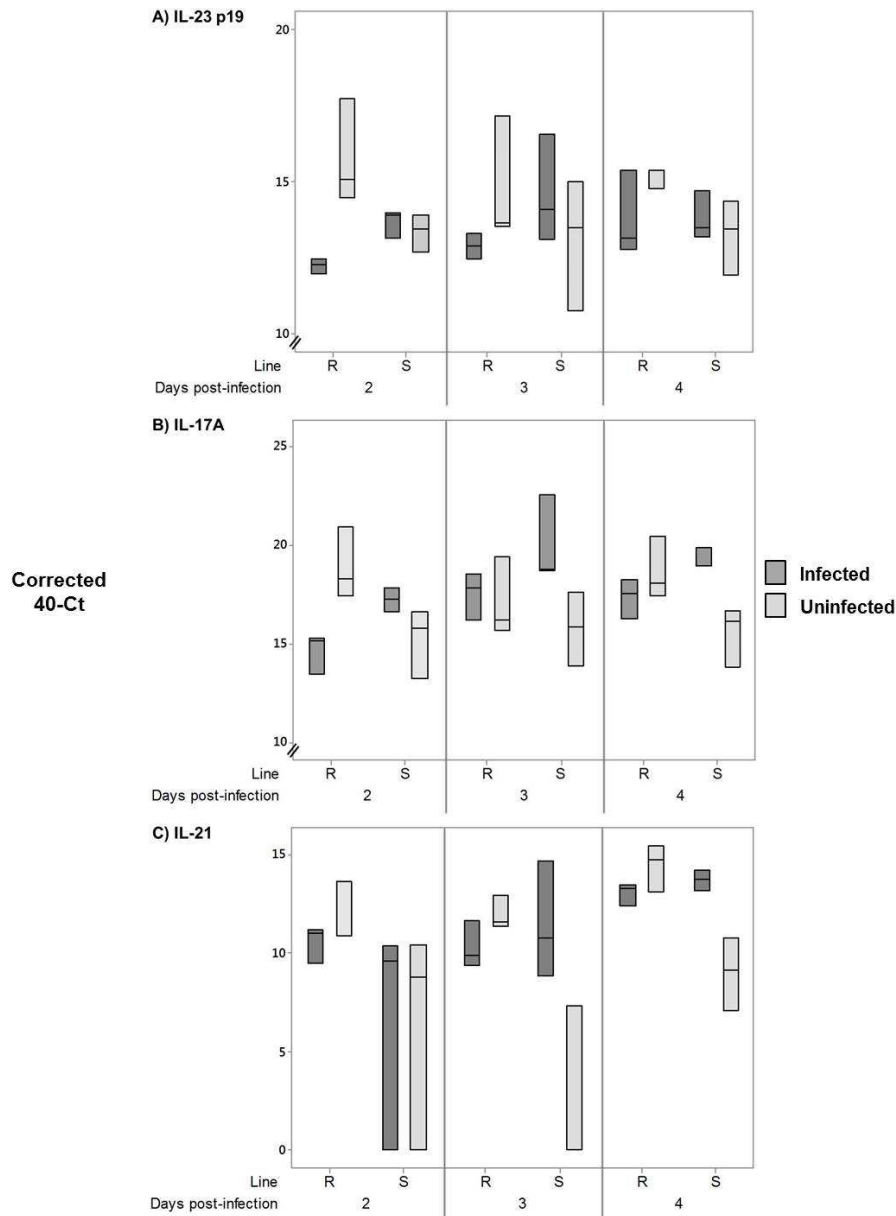 A) IL-23 p19
20
15
10
Line R S R S R S
Days post-infection 2 3 4
B) IL-17A
25
20
15
10
Line R S R S R S
Days post-infection 2 3 4
Corrected
40-Ct
Infected
Uninfected
C) IL-21
15
10
5
0
Line R S R S R S
Days post-infection 2 3 4